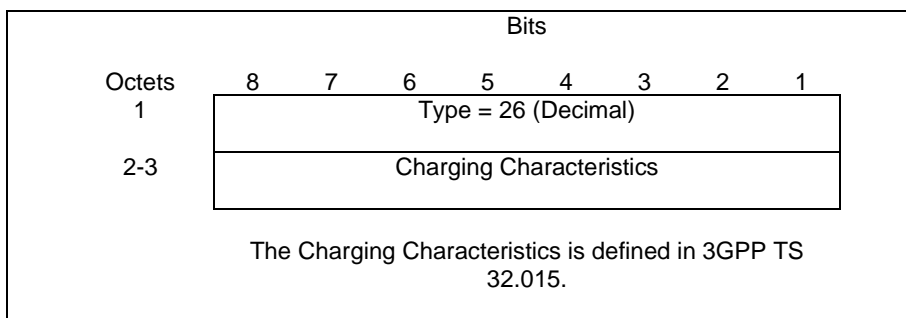 Bits
Octets 8 7 6 5 4 3 2 1
1 Type = 26 (Decimal)
2-3 Charging Characteristics
The Charging Characteristics is defined in 3GPP TS
32.015.